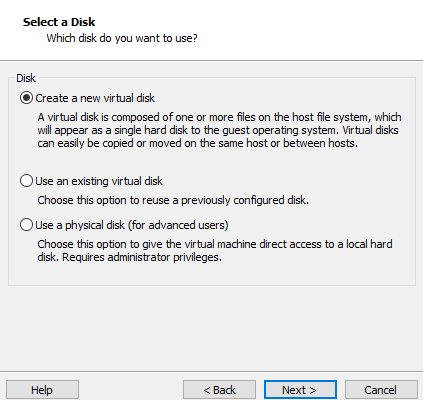 Select a Disk
Which disk do you want to use?
Disk
Create a new virtual disk
A virtual disk is composed of one or more files on the host file system, which
will appear as a single hard disk to the guest operating system. Virtual disks
can easily be copied or moved on the same host or between hosts.
Use an existing virtual disk
Choose this option to reuse a previously configured disk.
Use a physical disk (for advanced users)
Choose this option to give the virtual machine direct access to a local hard
disk. Requires administrator privileges.
Help
< Back
Next >
Cancel